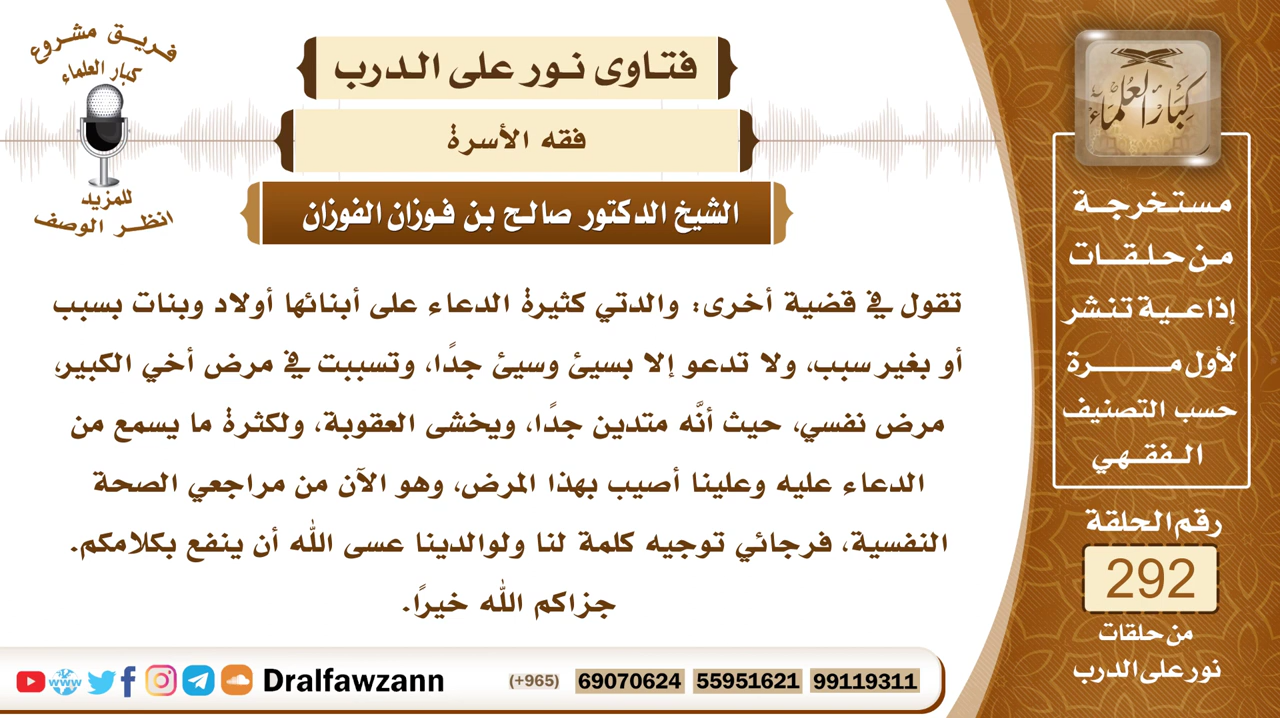 فريق مشروع
كبار العلماء
للمزيد
انظر الوصف
فتاوى نور على الدرب
فقه الأسرة
الشيخ الدكتور صالح بن فوزان الفوزان
تقول في قضية أخرى: والدتي كثيرة الدعاء على أبنائها أولاد وبنات بسبب
أو بغير سبب، ولا تدعو إلا بسيئ وسيئ جدًا، وتسببت في مرض أخي الكبير،
مرض نفسي، حيث أنَّه متدين جدًا، ويخشى العقوبة، ولكثرة ما يسمع من
الدعاء عليه وعلينا أصيب بهذا المرض، وهو الآن من مراجعي الصحة
النفسية، فرجائي توجيه كلمة لنا ولوالدينا عسى الله أن ينفع بكلامكم.
جزاكم الله خيرًا.
كبار العلماء
مستخرجة
من حلقات
إذاعية تنشر
لأول مرة
حسب التصنيف
الفقهي
رقم الحلقة
292
من حلقات
نور على الدرب
www
Dralfawzann
(+965) 69070624 55951621 99119311